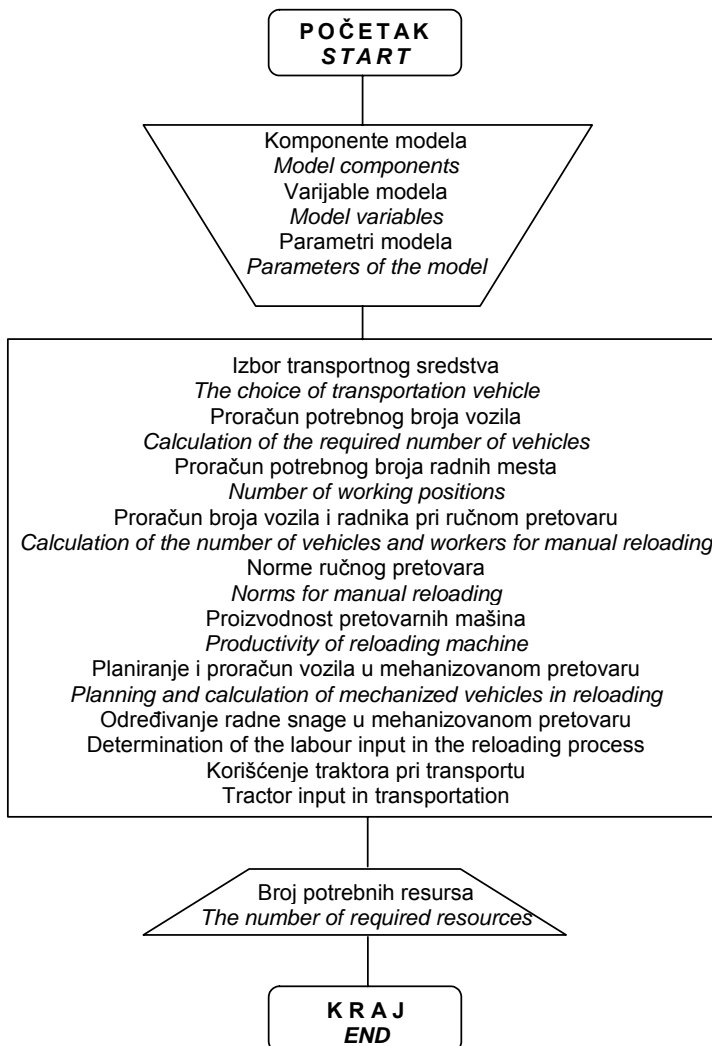 POČETAK
START
Komponente modela
Model components
Varijable modela
Model variables
Parametri modela
Parameters of the model
Izbor transportnog sredstva
The choice of transportation vehicle
Proračun potrebnog broja vozila
Calculation of the required number of vehicles
Proračun potrebnog broja radnih mesta
Number of working positions
Proračun broja vozila i radnika pri ručnom pretovaru
Calculation of the number of vehicles and workers for manual reloading
Norme ručnog pretovara
Norms for manual reloading
Proizvodnost pretovarnih mašina
Productivity of reloading machine
Planiranje i proračun vozila u mehanizovanom pretovaru
Planning and calculation of mechanized vehicles in reloading
Određivanje radne snage u mehanizovanom pretovaru
Determination of the labour input in the reloading process
Korišćenje traktora pri transportu
Tractor input in transportation
Broj potrebnih resursa
The number of required resources
K R A J
END